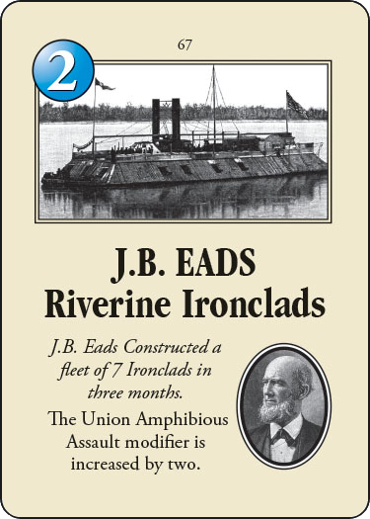 67
2
J.B. EADS
Riverine Ironclads
J.B. Eads Constructed a
fleet of 7 Ironclads in
three months.
The Union Amphibious
Assault modifier is
increased by two.